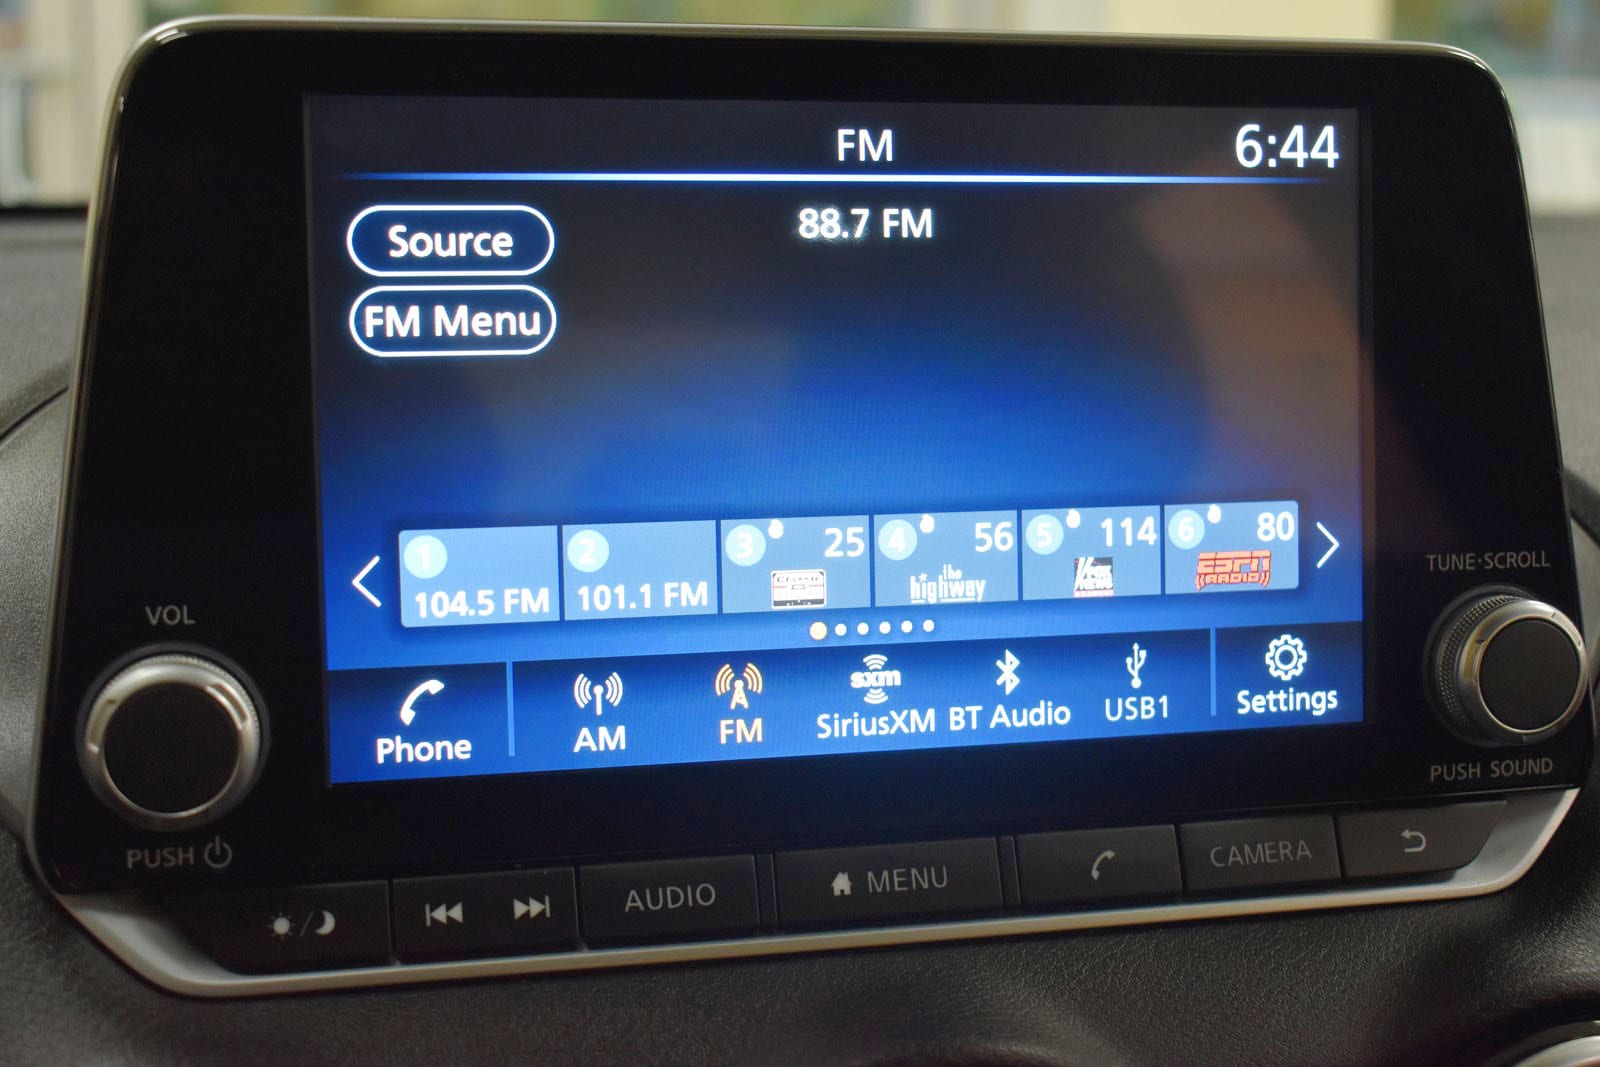 FM
6:44
Source
88.7 FM
FM Menu
1
104.5 FM
2
101.1 FM
3
25
4
56
the highway
5
114
FOX NEWS
6
80
ESPN RADIO
Phone
AM
FM
sxm
SiriusXM
BT Audio
USB1
Settings
VOL
PUSH
TUNE·SCROLL
PUSH SOUND
AUDIO
MENU
CAMERA